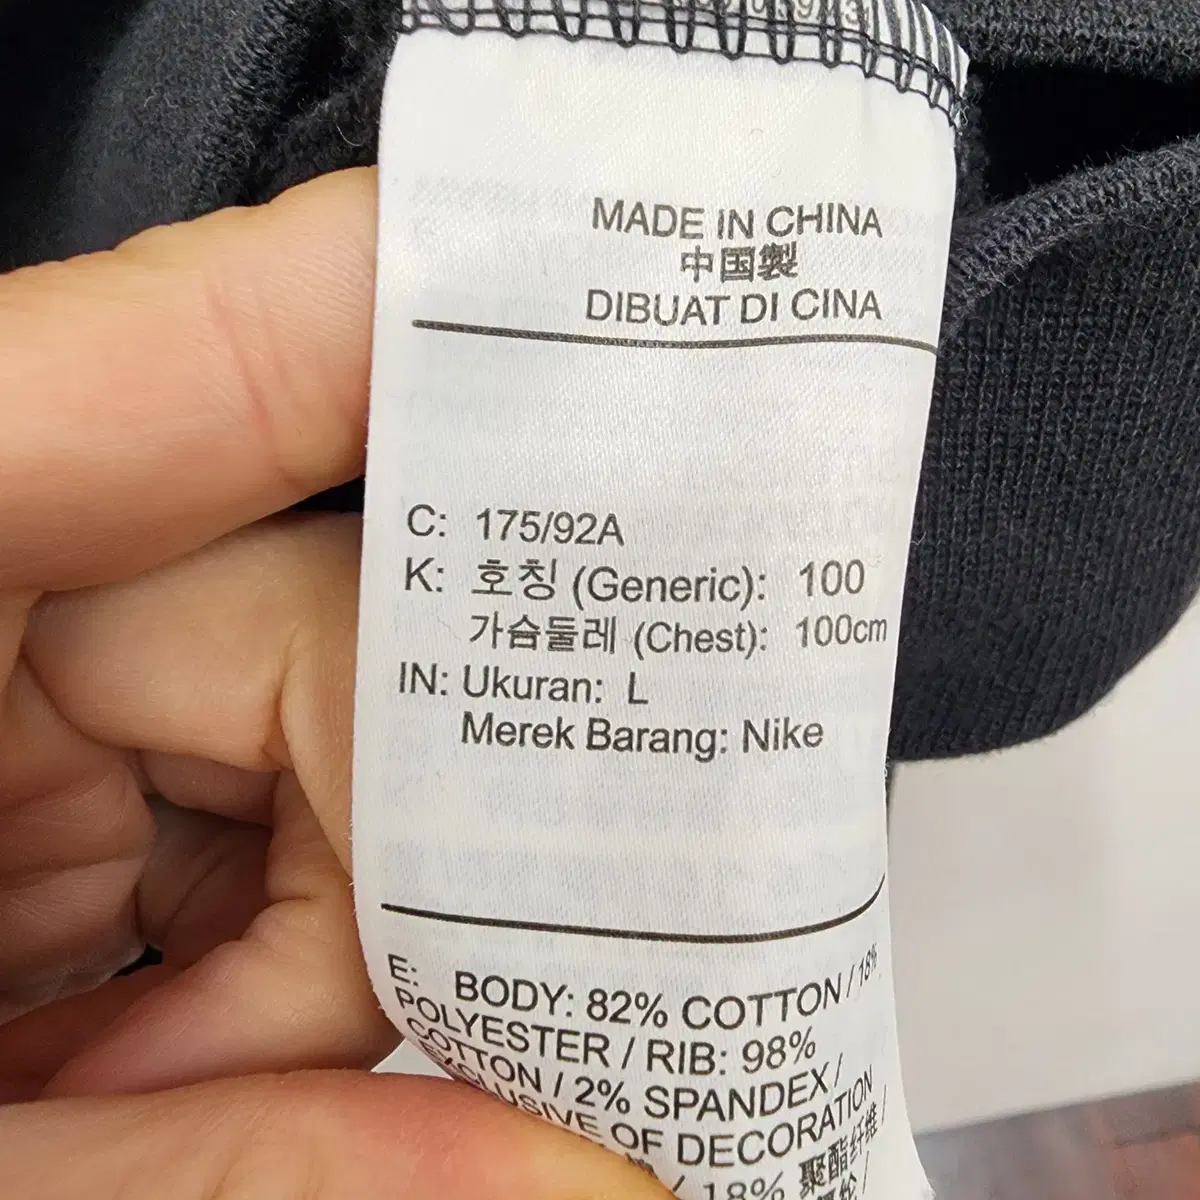 MADE IN CHINA
中国製
DIBUAT DI CINA
C: 175/92A
K: 호칭 (Generic): 100
가슴둘레 (Chest): 100cm
IN: Ukuran: L
Merek Barang: Nike
E: BODY: 82% COTTON / 18%
POLYESTER / RIB: 98%
COTTON / 2% SPANDEX /
EXCLUSIVE OF DECORATION
/ 18% 聚酯纤维 /